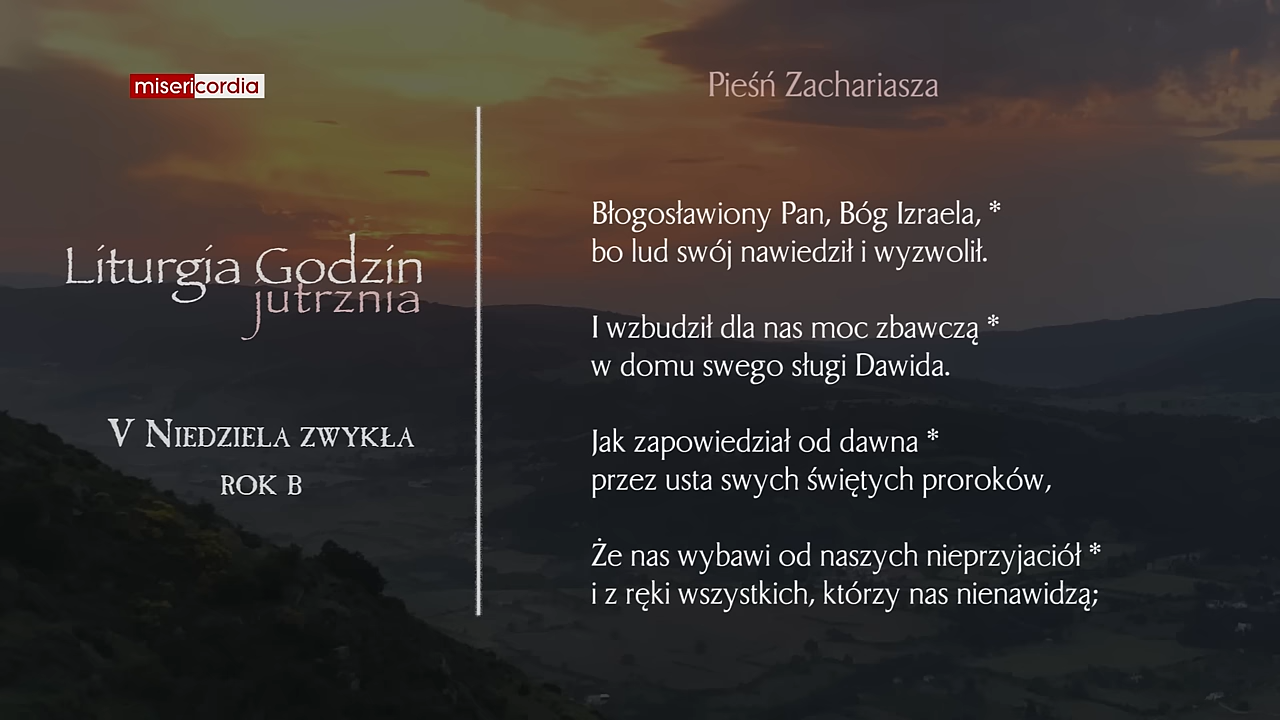 misericordia
Liturgia Godzin
jutrznia
V Niedziela zwykła
rok B
Pieśń Zachariasza
Błogosławiony Pan, Bóg Izraela, *
bo lud swój nawiedził i wyzwolił.
I wzbudził dla nas moc zbawczą *
w domu swego sługi Dawida.
Jak zapowiedział od dawna *
przez usta swych świętych proroków,
Że nas wybawi od naszych nieprzyjaciół *
i z ręki wszystkich, którzy nas nienawidzą;